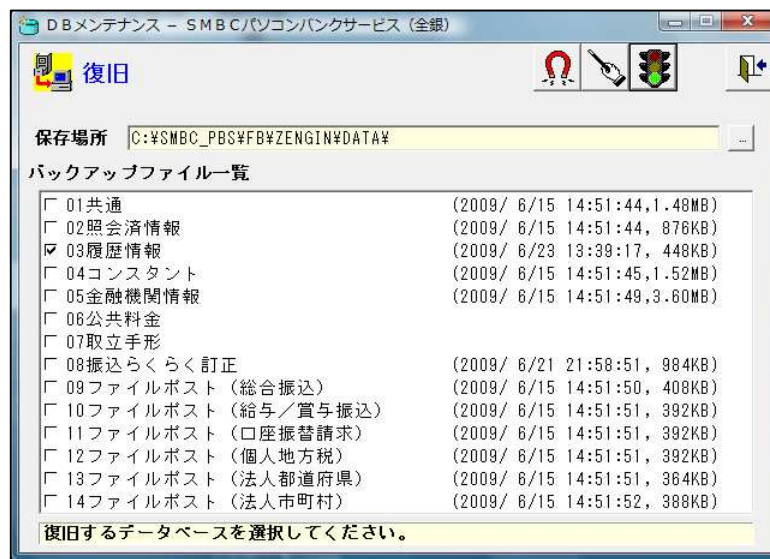 DBメンテナンス － SMBCパソコンバンクサービス（全銀）
復旧
保存場所 C:¥SMBC_PBS¥FB¥ZENGIN¥DATA¥ ...
バックアップファイル一覧
01共通 (2009/ 6/15 14:51:44,1.48MB)
02照会済情報 (2009/ 6/15 14:51:44, 876KB)
03履歴情報 (2009/ 6/23 13:39:17, 448KB)
04コンスタント (2009/ 6/15 14:51:45,1.52MB)
05金融機関情報 (2009/ 6/15 14:51:49,3.60MB)
06公共料金
07取立手形
08振込らくらく訂正 (2009/ 6/21 21:58:51, 984KB)
09ファイルポスト（総合振込） (2009/ 6/15 14:51:50, 408KB)
10ファイルポスト（給与／賞与振込） (2009/ 6/15 14:51:51, 392KB)
11ファイルポスト（口座振替請求） (2009/ 6/15 14:51:51, 392KB)
12ファイルポスト（個人地方税） (2009/ 6/15 14:51:51, 392KB)
13ファイルポスト（法人都道府県） (2009/ 6/15 14:51:51, 364KB)
14ファイルポスト（法人市町村） (2009/ 6/15 14:51:52, 388KB)
復旧するデータベースを選択してください。